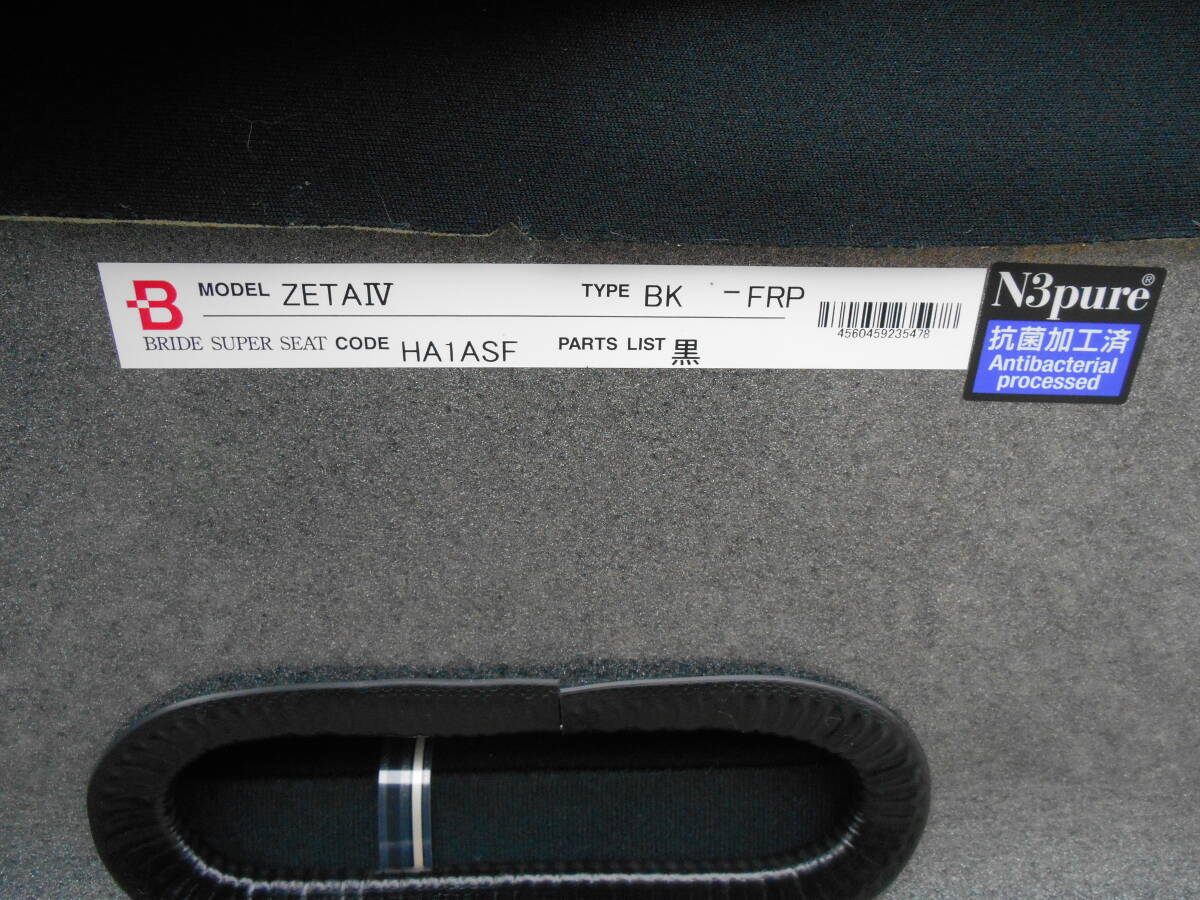 B MODEL ZETAⅣ TYPE BK -FRP
BRIDE SUPER SEAT CODE HA1ASF PARTS LIST 黒
4560459235478
N3pure®
抗菌加工済
Antibacterial
processed